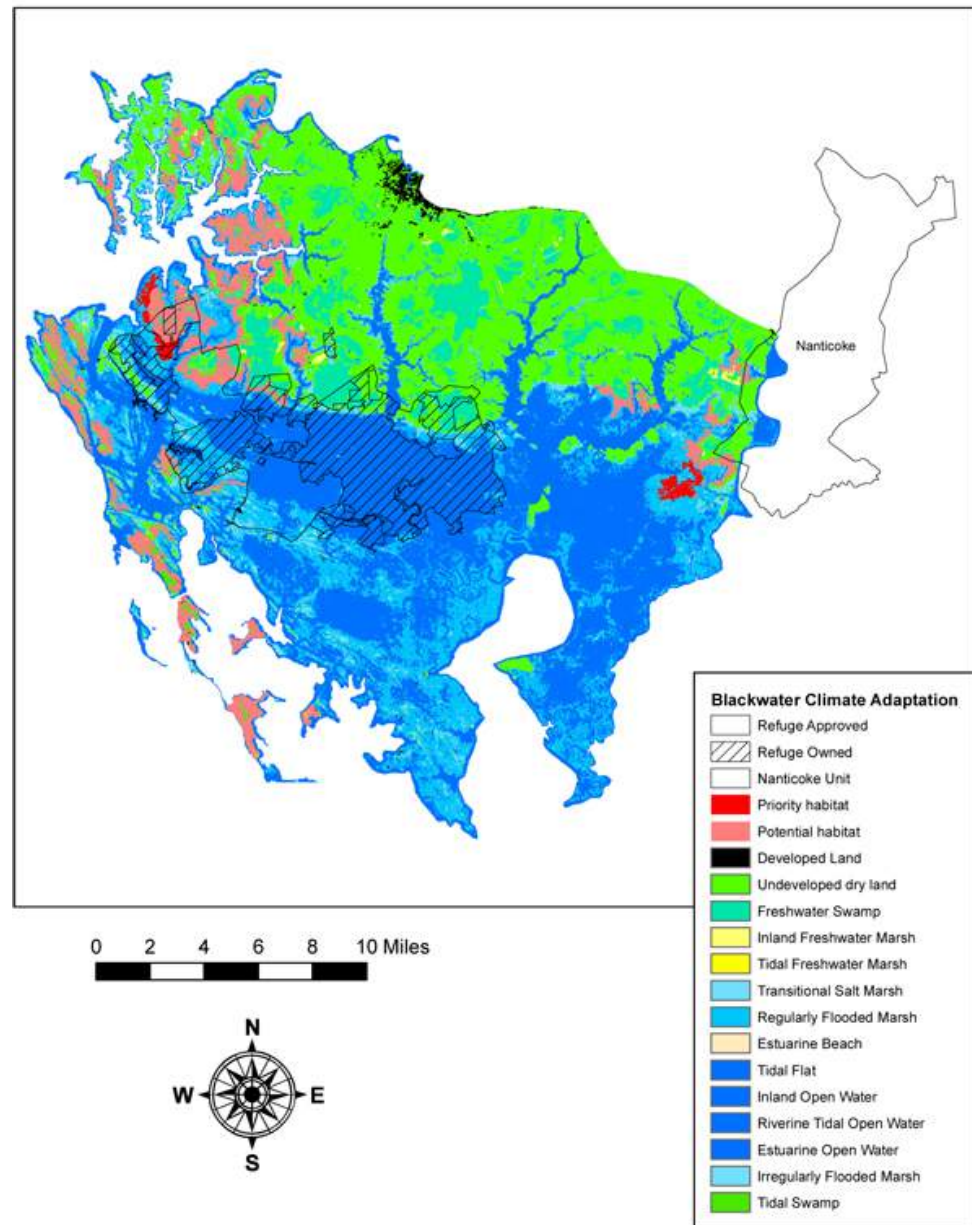 Nanticoke
Blackwater Climate Adaptation
Refuge Approved
Refuge Owned
Nanticoke Unit
Priority habitat
Potential habitat
Developed Land
Undeveloped dry land
Freshwater Swamp
Inland Freshwater Marsh
Tidal Freshwater Marsh
Transitional Salt Marsh
Regularly Flooded Marsh
Estuarine Beach
Tidal Flat
Inland Open Water
Riverine Tidal Open Water
Estuarine Open Water
Irregularly Flooded Marsh
Tidal Swamp
0 2 4 6 8 10 Miles
N
W E
S